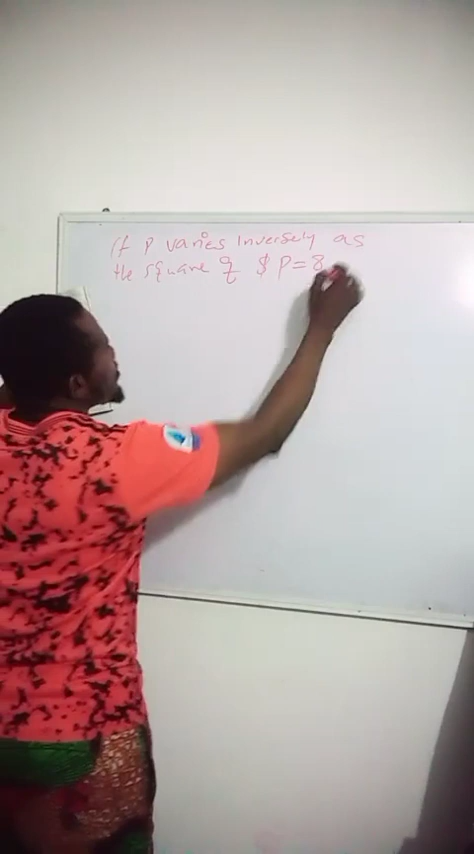 If P varies Inversely as
the square q & P=8